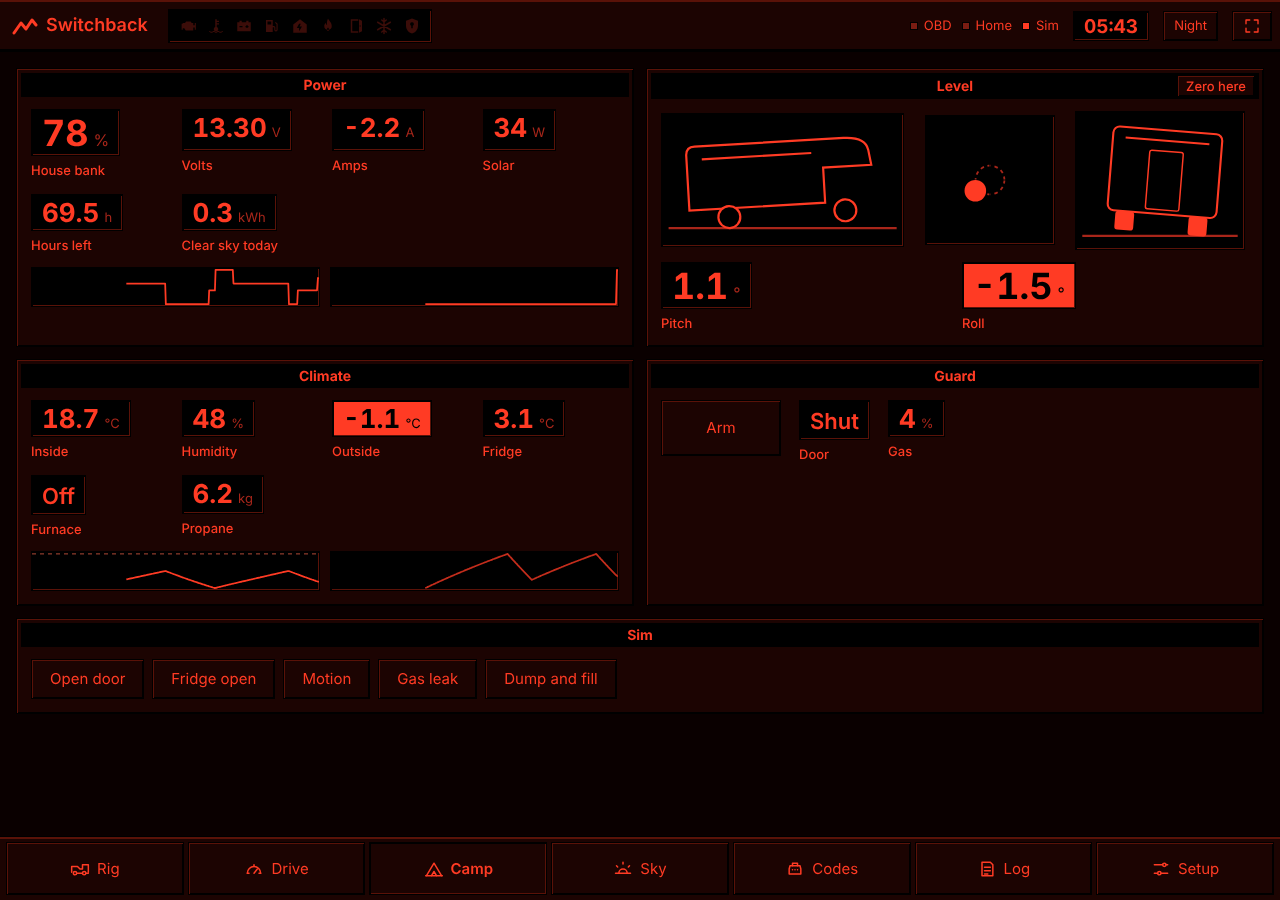 Switchback
OBD Home Sim 05:43 Night
Power
78 %
House bank
13.30 V
Volts
-2.2 A
Amps
34 W
Solar
69.5 h
Hours left
0.3 kWh
Clear sky today
Level
Zero here
1.1 °
Pitch
-1.5 °
Roll
Climate
18.7 °C
Inside
48 %
Humidity
-1.1 °C
Outside
3.1 °C
Fridge
Off
Furnace
6.2 kg
Propane
Guard
Arm
Shut
Door
4 %
Gas
Sim
Open door Fridge open Motion Gas leak Dump and fill
Rig Drive Camp Sky Codes Log Setup